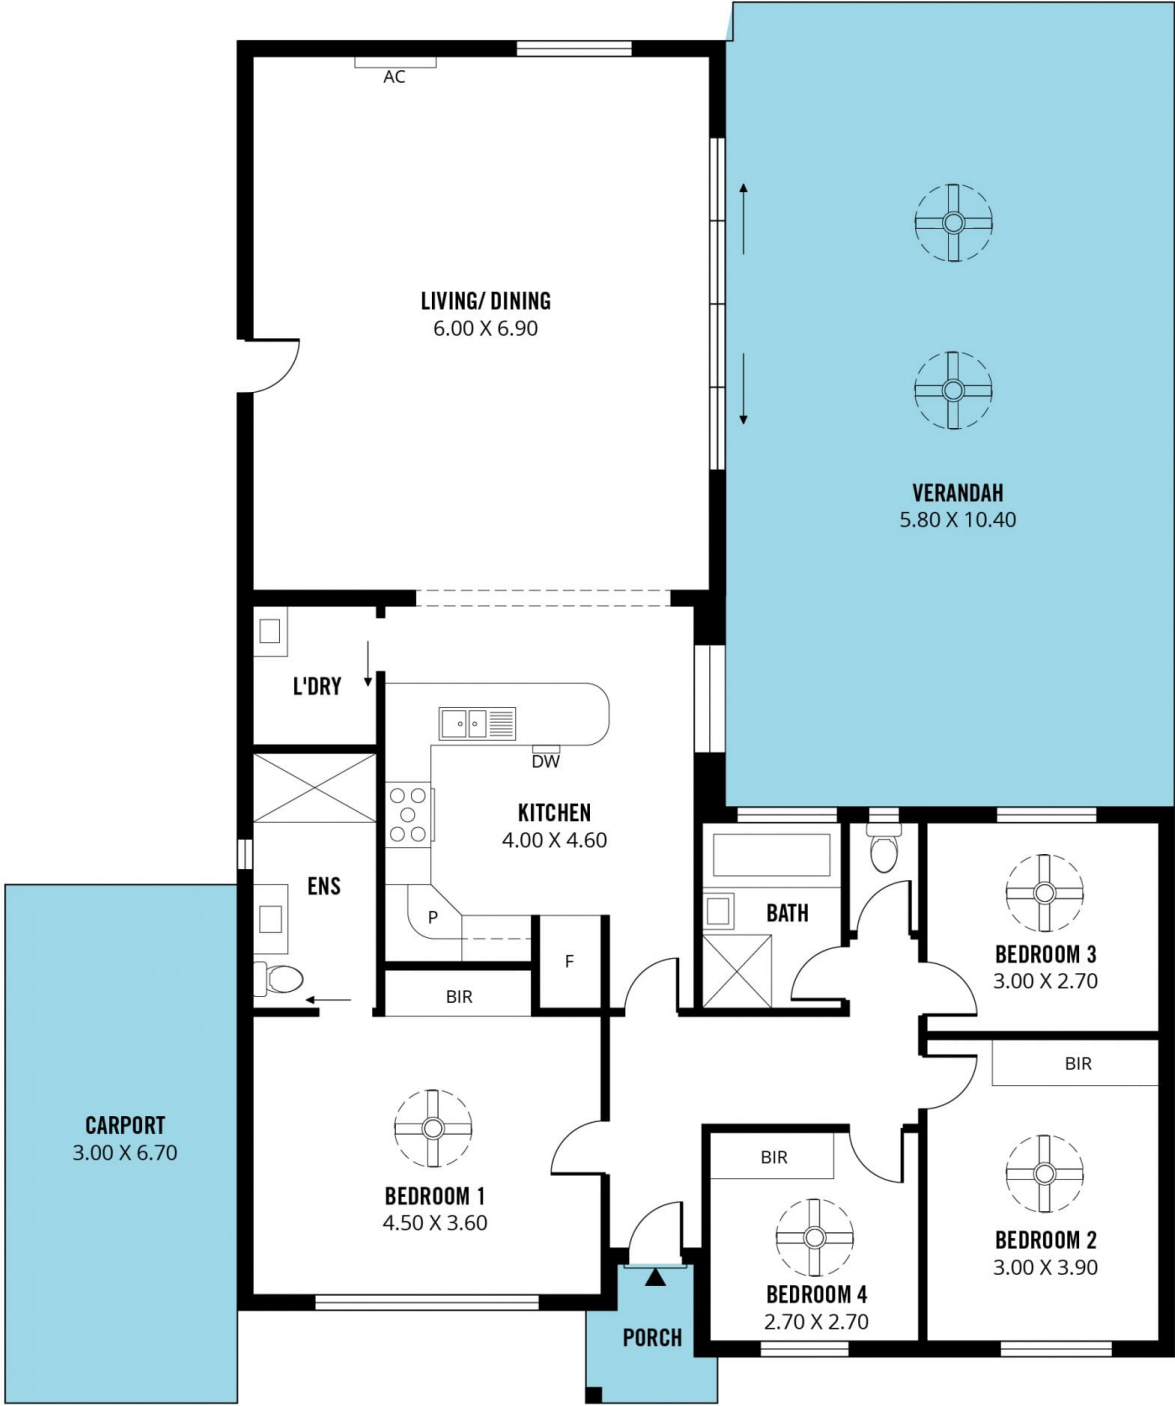 AC
LIVING/ DINING
6.00 X 6.90
VERANDAH
5.80 X 10.40
L'DRY
DW
KITCHEN
4.00 X 4.60
ENS
P
BATH
F
BEDROOM 3
3.00 X 2.70
BIR
BIR
CARPORT
3.00 X 6.70
BIR
BEDROOM 1
4.50 X 3.60
BEDROOM 2
3.00 X 3.90
BEDROOM 4
2.70 X 2.70
PORCH